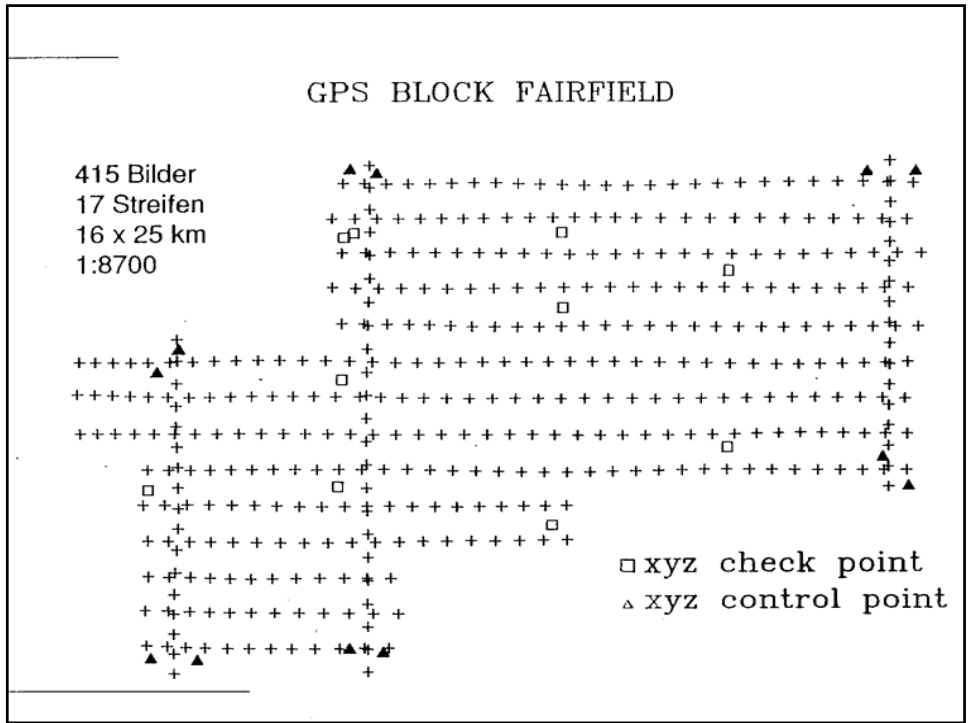 GPS BLOCK FAIRFIELD
415 Bilder
17 Streifen
16 x 25 km
1:8700
xyz check point
xyz control point